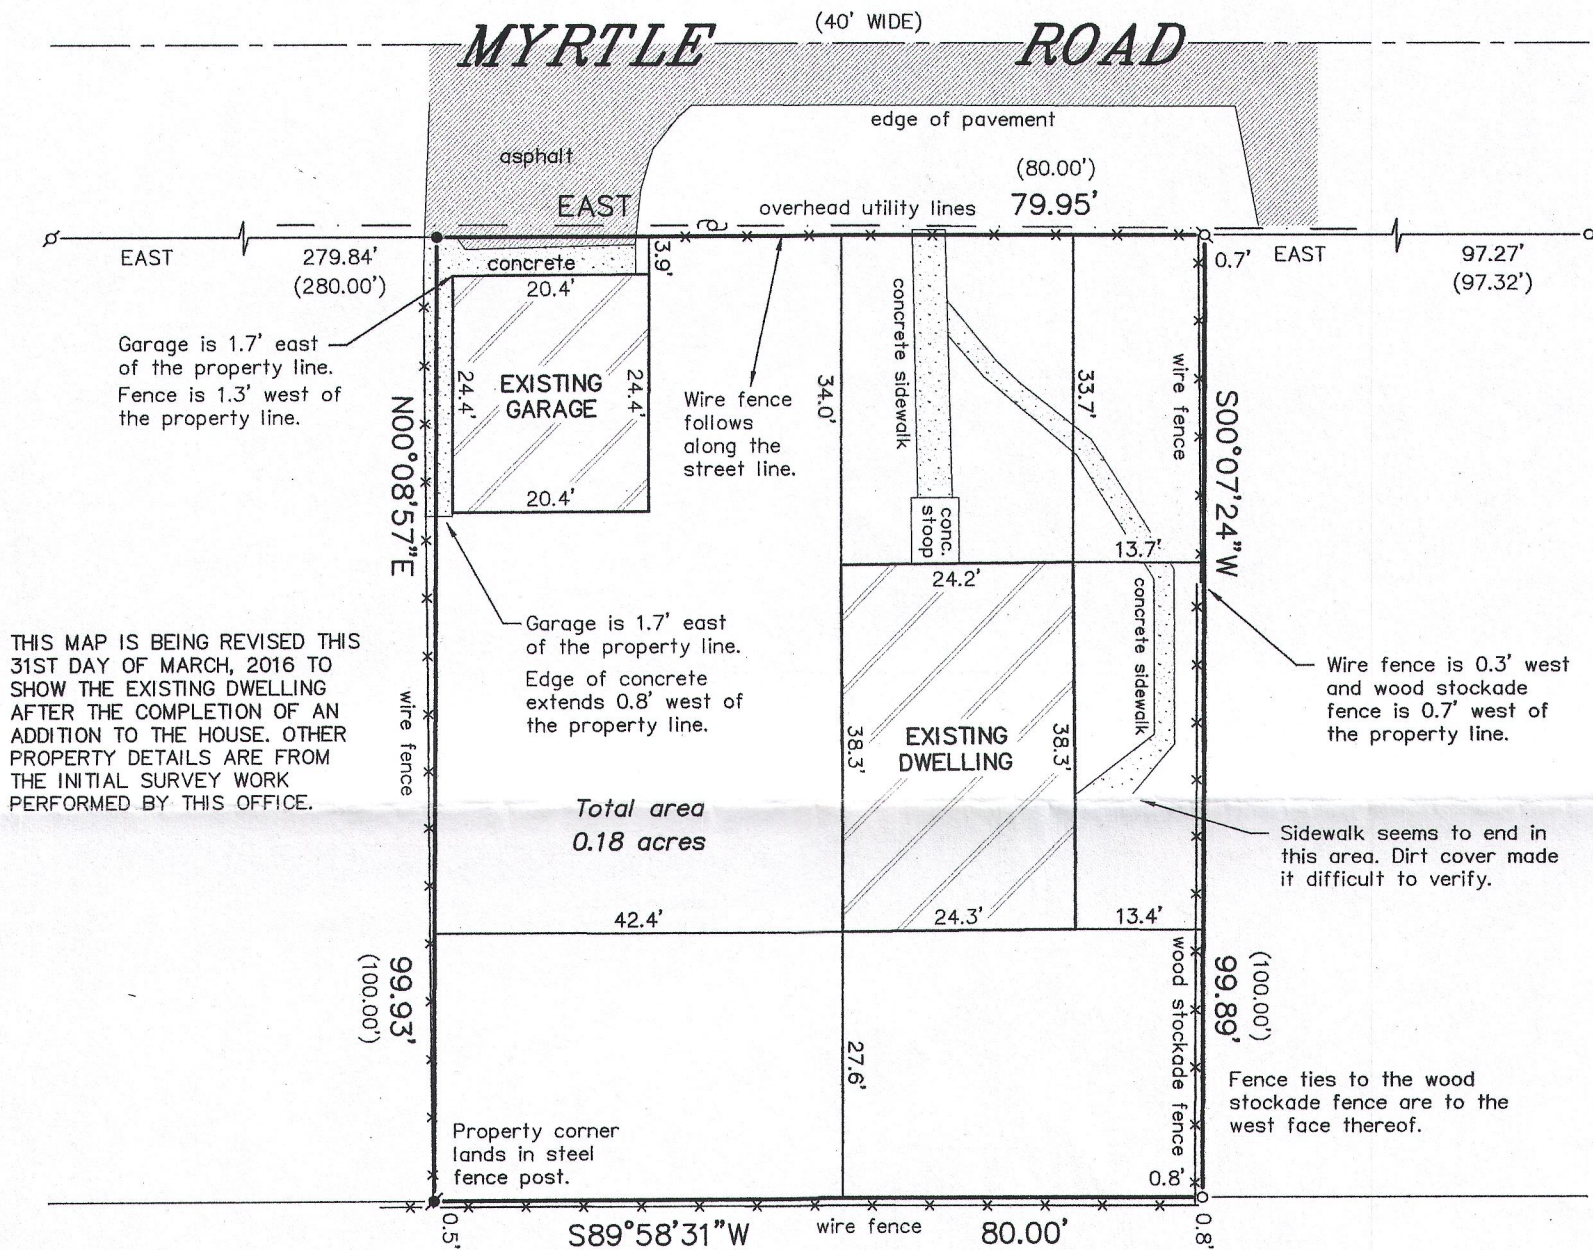 (40' WIDE)
MYRTLE ROAD
edge of pavement
asphalt
(80.00')
EAST
overhead utility lines
79.95'
EAST
279.84'
(280.00')
concrete
3.9'
0.7'
EAST
97.27'
(97.32')
20.4'
Garage is 1.7' east
of the property line.
Fence is 1.3' west of
the property line.
24.4'
EXISTING
GARAGE
24.4'
20.4'
Wire fence
follows
along the
street line.
34.0'
concrete sidewalk
33.7'
wire fence
N00°08'57"E
S00°07'24"W
conc.
stoop
13.7'
24.2'
Garage is 1.7' east
of the property line.
Edge of concrete
extends 0.8' west of
the property line.
THIS MAP IS BEING REVISED THIS
31ST DAY OF MARCH, 2016 TO
SHOW THE EXISTING DWELLING
AFTER THE COMPLETION OF AN
ADDITION TO THE HOUSE. OTHER
PROPERTY DETAILS ARE FROM
THE INITIAL SURVEY WORK
PERFORMED BY THIS OFFICE.
wire fence
concrete sidewalk
Wire fence is 0.3' west
and wood stockade
fence is 0.7' west of
the property line.
38.3'
EXISTING
DWELLING
38.3'
Total area
0.18 acres
Sidewalk seems to end in
this area. Dirt cover made
it difficult to verify.
42.4'
24.3'
13.4'
99.93'
(100.00')
wood stockade fence
99.89'
(100.00')
27.6'
Fence ties to the wood
stockade fence are to the
west face thereof.
Property corner
lands in steel
fence post.
0.8'
0.5'
S89°58'31"W
wire fence
80.00'
0.8'